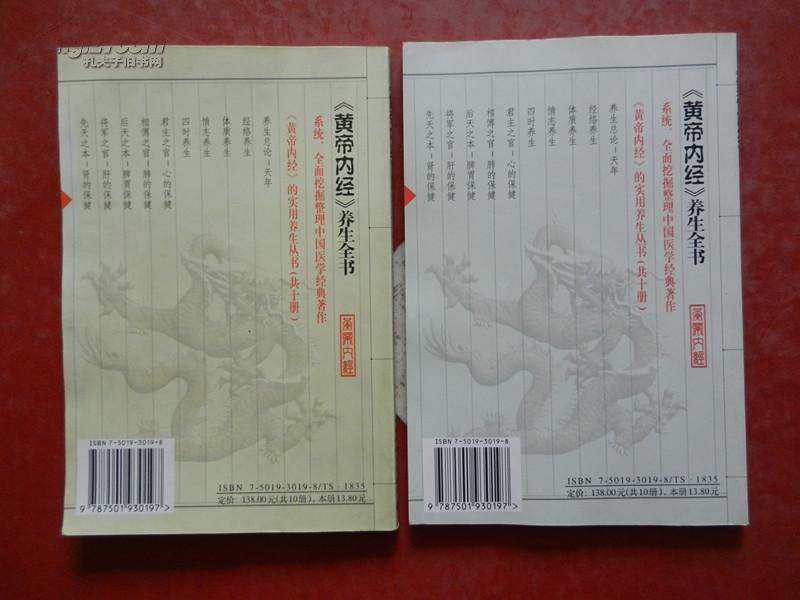 孔夫子旧书网
《黄帝内经》养生全书
系统、全面挖掘整理中国医学经典著作
《黄帝内经》的实用养生丛书(共十册)
养生总论-天年
经络养生
体质养生
情志养生
四时养生
君主之官-心的保健
相傅之官-肺的保健
后天之本-脾胃保健
将军之官-肝的保健
先天之本-肾的保健
黄帝内经
ISBN 7-5019-3019-8
9 787501 930197>
ISBN 7-5019-3019-8/TS·1835
定价: 138.00元(共10册), 本册13.80元
《黄帝内经》养生全书
系统、全面挖掘整理中国医学经典著作
《黄帝内经》的实用养生丛书(共十册)
养生总论-天年
经络养生
体质养生
情志养生
四时养生
君主之官-心的保健
相傅之官-肺的保健
后天之本-脾胃保健
将军之官-肝的保健
先天之本-肾的保健
黄帝内经
ISBN 7-5019-3019-8
9 787501 930197>
ISBN 7-5019-3019-8/TS·1835
定价: 138.00元(共10册), 本册13.80元